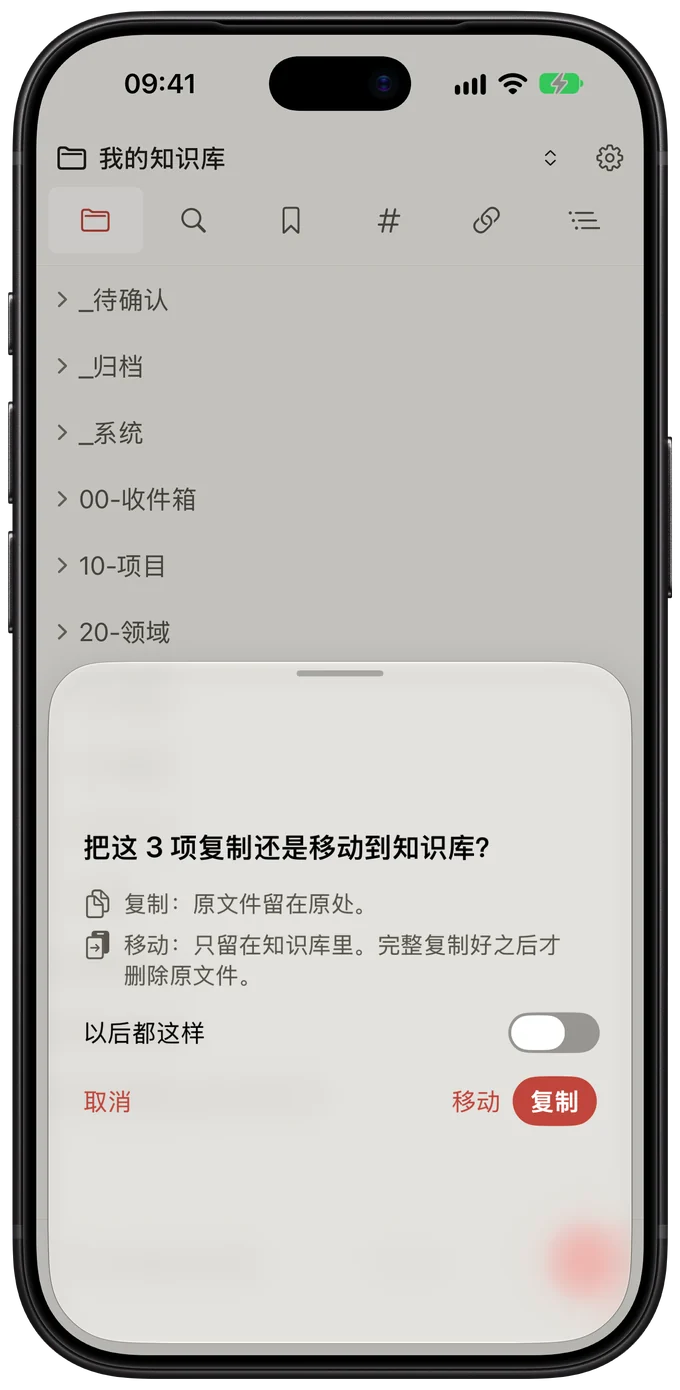 09:41
我的知识库
#
_待确认
_归档
_系统
00-收件箱
10-项目
20-领域
把这 3 项复制还是移动到知识库?
复制：原文件留在原处。
移动：只留在知识库里。完整复制好之后才
删除原文件。
以后都这样
取消 移动 复制